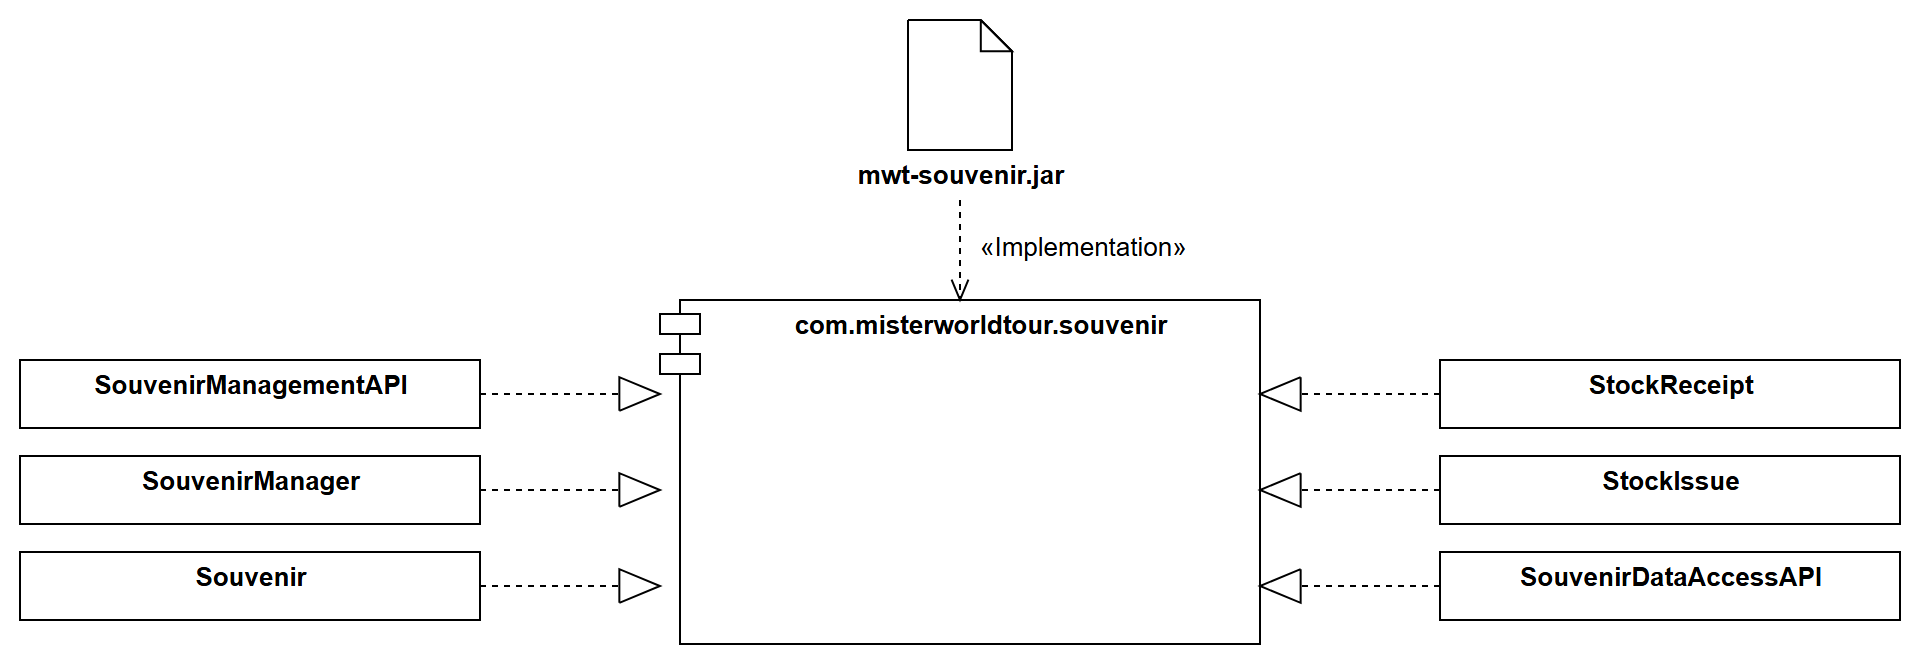 mwt-souvenir.jar
«Implementation»
com.misterworldtour.souvenir
SouvenirManagementAPI
SouvenirManager
Souvenir
StockReceipt
StockIssue
SouvenirDataAccessAPI